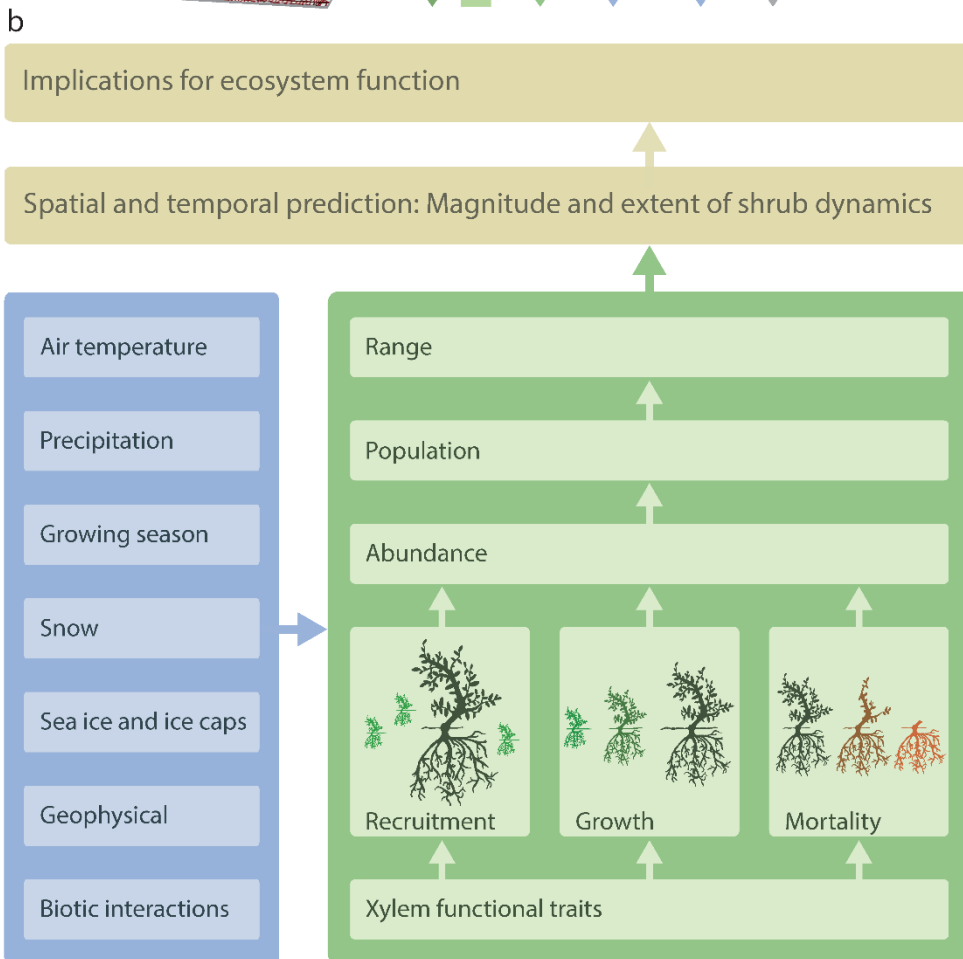 b
Implications for ecosystem function
Spatial and temporal prediction: Magnitude and extent of shrub dynamics
Air temperature
Precipitation
Growing season
Snow
Sea ice and ice caps
Geophysical
Biotic interactions
Range
Population
Abundance
Recruitment
Growth
Mortality
Xylem functional traits